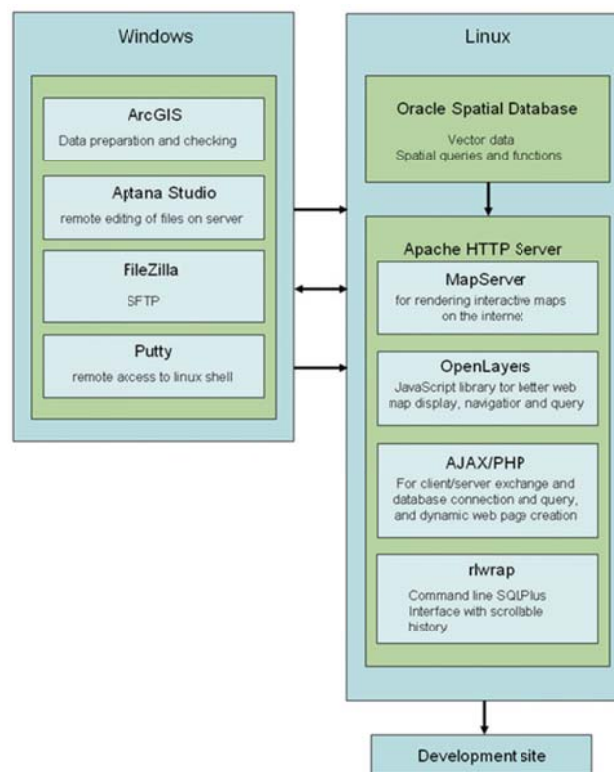 Windows
ArcGIS
Data preparation and checking
Aptana Studio
remote editing of files on server
FileZilla
SFTP
Putty
remote access to linux shell
Linux
Oracle Spatial Database
Vector data
Spatial queries and functions
Apache HTTP Server
MapServer
for rendering interactive maps
on the internet
OpenLayers
JavaScript library for better web
map display, navigation and query
AJAX/PHP
For client/server exchange and
database connection and query,
and dynamic web page creation
rlwrap
Command line SQLPlus
Interface with scrollable
history
Development site